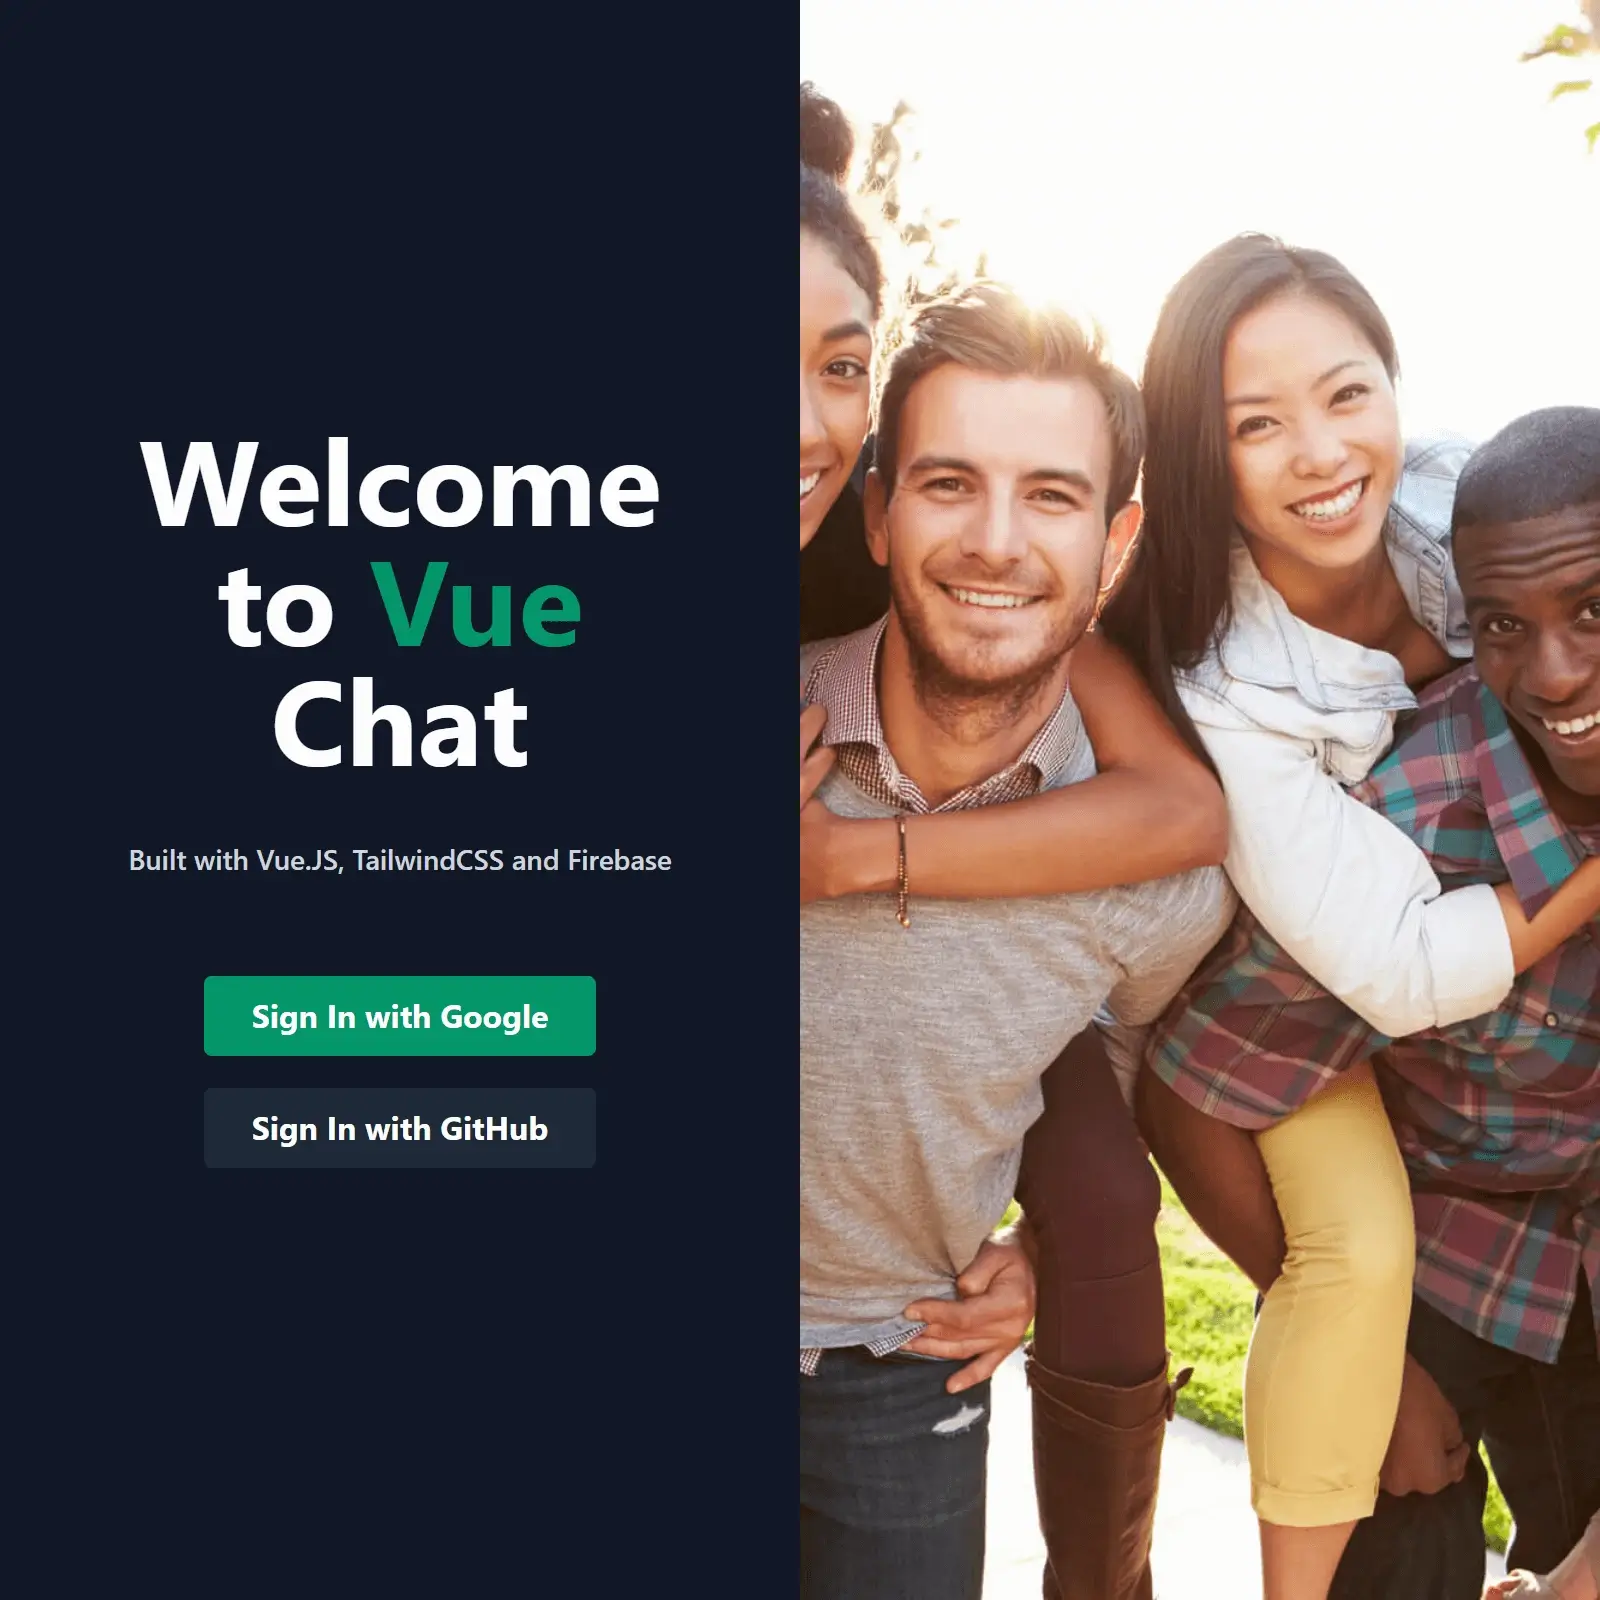 Welcome
to Vue
Chat
Built with Vue.JS, TailwindCSS and Firebase
Sign In with Google
Sign In with GitHub